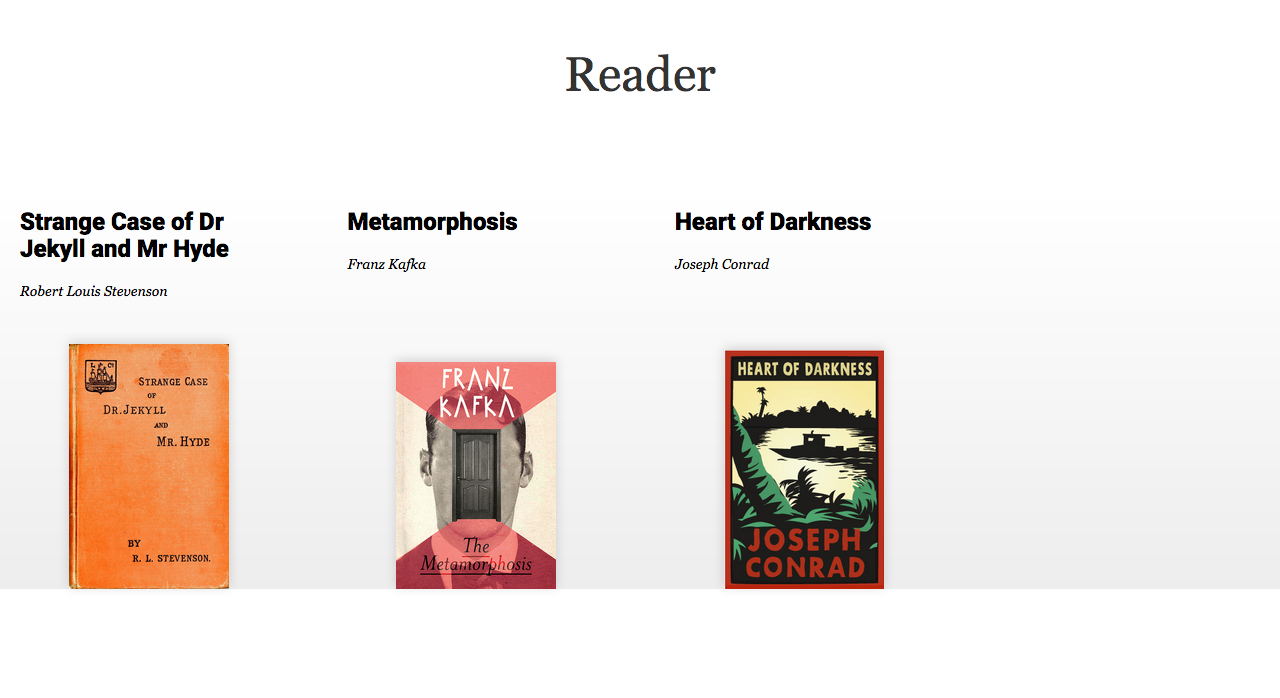 Reader
Strange Case of Dr
Jekyll and Mr Hyde
Robert Louis Stevenson
Metamorphosis
Franz Kafka
Heart of Darkness
Joseph Conrad
STRANGE CASE
OF
DR. JEKYLL
AND
MR. HYDE
BY
R. L. STEVENSON.
FRANZ
KAFKA
The
Metamorphosis
HEART OF DARKNESS
JOSEPH
CONRAD